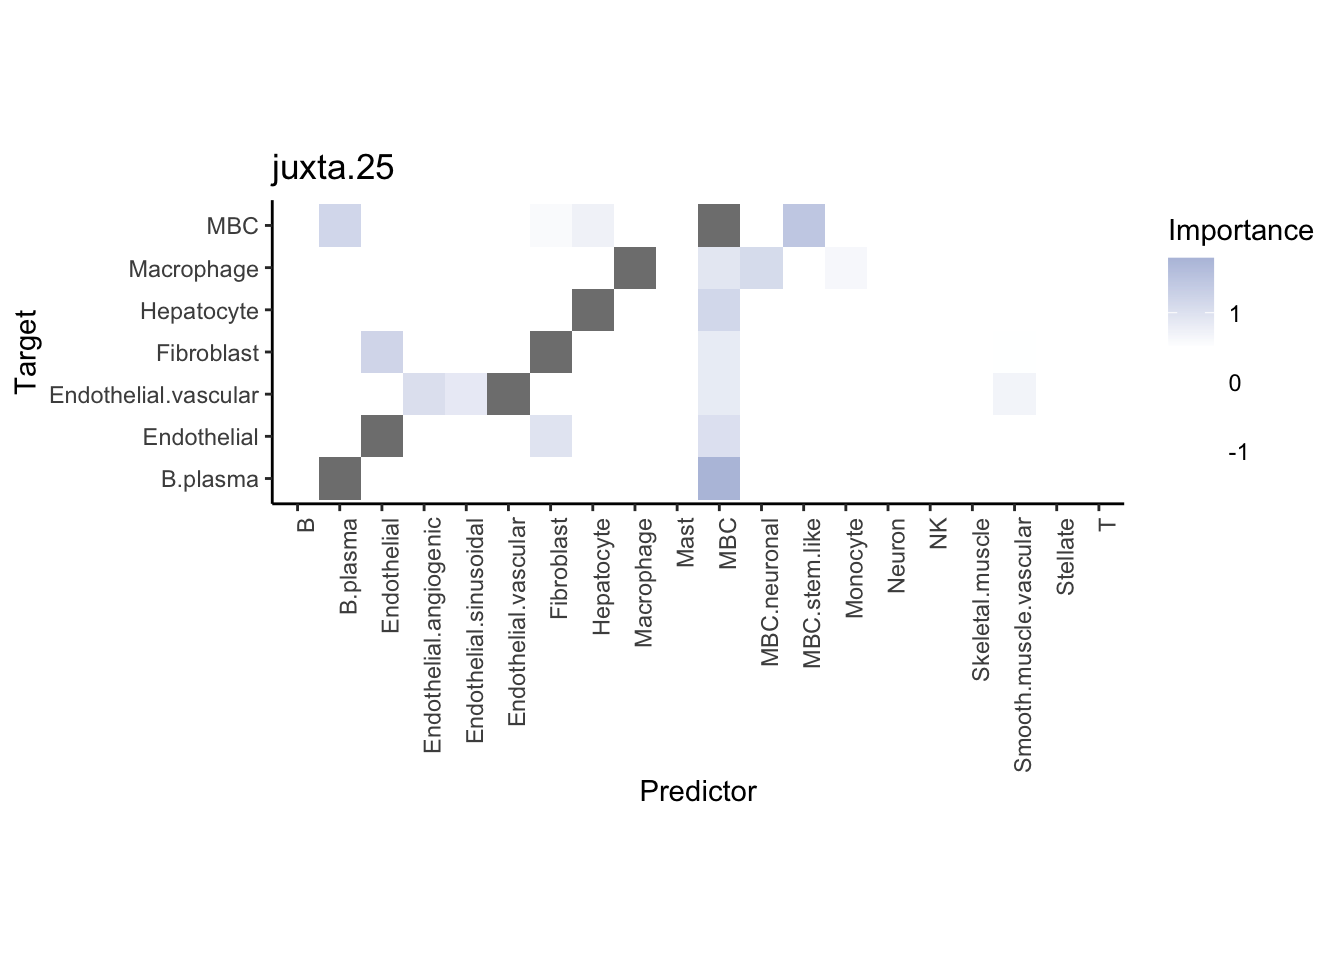 juxta.25
Target
MBC
Macrophage
Hepatocyte
Fibroblast
Endothelial.vascular
Endothelial
B.plasma
B
B.plasma
Endothelial
Endothelial.angiogenic
Endothelial.sinusoidal
Endothelial.vascular
Fibroblast
Hepatocyte
Macrophage
Mast
MBC
MBC.neuronal
MBC.stem.like
Monocyte
Neuron
NK
Skeletal.muscle
Smooth.muscle.vascular
Stellate
T
Predictor
Importance
1
0
-1